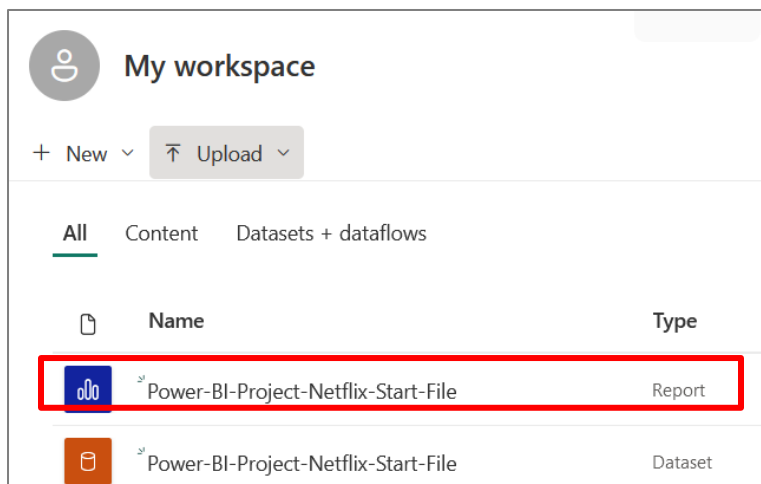 My workspace
+ New Upload
All Content Datasets + dataflows
Name Type
Power-BI-Project-Netflix-Start-File Report
Power-BI-Project-Netflix-Start-File Dataset